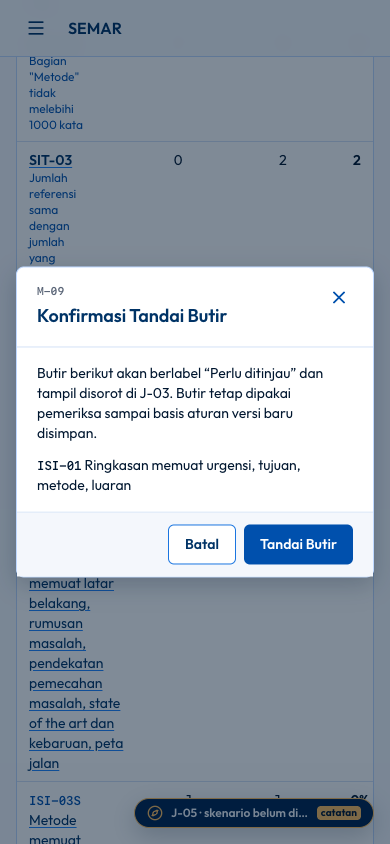 SEMAR
Bagian
"Metode"
tidak
melebihi
1000 kata
SIT-03 0 2 2
Jumlah
referensi
sama
dengan
jumlah
yang
M-09
Konfirmasi Tandai Butir
Butir berikut akan berlabel “Perlu ditinjau” dan
tampil disorot di J-03. Butir tetap dipakai
pemeriksa sampai basis aturan versi baru
disimpan.
ISI-01 Ringkasan memuat urgensi, tujuan,
metode, luaran
Batal
Tandai Butir
memuat latar
belakang,
rumusan
masalah,
pendekatan
pemecahan
masalah, state
of the art dan
kebaruan, peta
jalan
ISI-03S
Metode
memuat
J-05 · skenario belum di... catatan